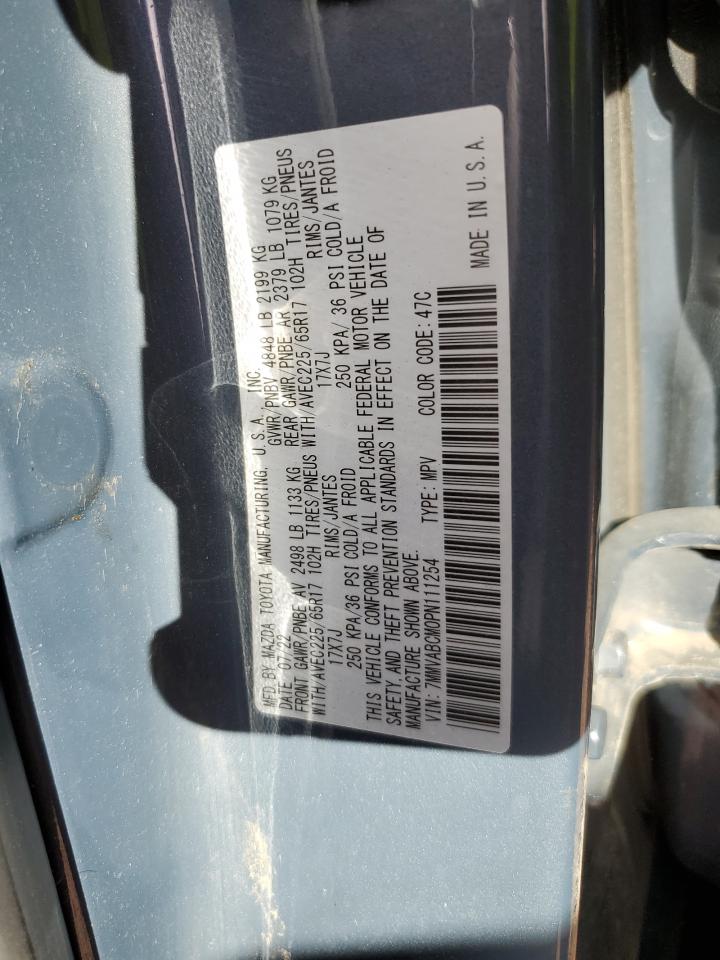 MFD.BY MAZDA TOYOTA MANUFACTURING, U.S.A., INC.
DATE 07/22 GVWR/PNBV 4848 LB 2199 KG
FRONT GAWR/PNBE AV 2498 LB 1133 KG REAR GAWR/PNBE AR 2379 LB 1079 KG
WITH/AVEC225/65R17 102H TIRES/PNEUS WITH/AVEC225/65R17 102H TIRES/PNEUS
17X7J RIMS/JANTES 17X7J RIMS/JANTES
250 KPA/36 PSI COLD/A FROID 250 KPA/ 36 PSI COLD/A FROID
THIS VEHICLE CONFORMS TO ALL APPLICABLE FEDERAL MOTOR VEHICLE
SAFETY, AND THEFT PREVENTION STANDARDS IN EFFECT ON THE DATE OF
MANUFACTURE SHOWN ABOVE.
VIN: 7MMVABCM0PN111254 TYPE: MPV COLOR CODE: 47C
MADE IN U.S.A.